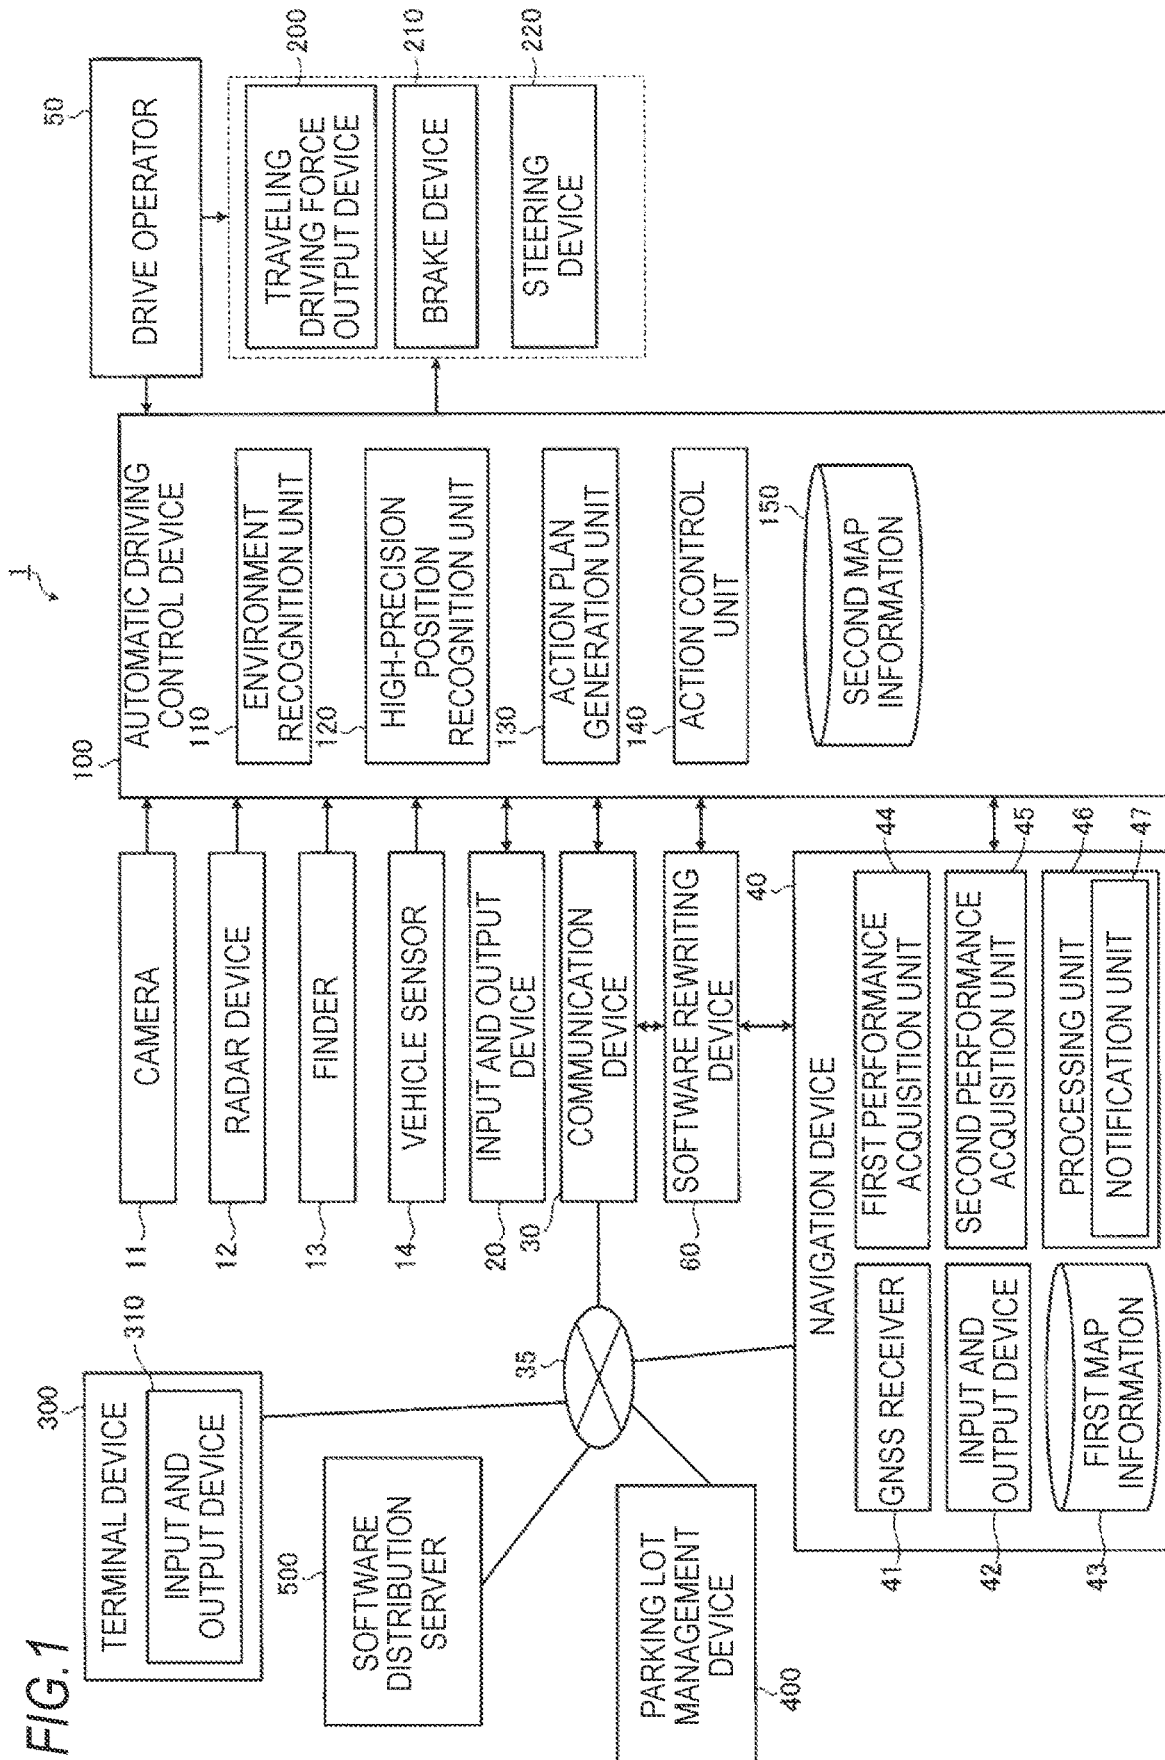 FIG.1
1
300
TERMINAL DEVICE
310
INPUT AND
OUTPUT DEVICE
500
SOFTWARE
DISTRIBUTION
SERVER
PARKING LOT
MANAGEMENT
DEVICE
400
35
11
CAMERA
12
RADAR DEVICE
13
FINDER
14
VEHICLE SENSOR
20
INPUT AND OUTPUT
DEVICE
30
COMMUNICATION
DEVICE
60
SOFTWARE REWRITING
DEVICE
40
NAVIGATION DEVICE
41
GNSS RECEIVER
42
INPUT AND
OUTPUT DEVICE
43
FIRST MAP
INFORMATION
44
FIRST PERFORMANCE
ACQUISITION UNIT
45
SECOND PERFORMANCE
ACQUISITION UNIT
46
PROCESSING UNIT
47
NOTIFICATION UNIT
100
AUTOMATIC DRIVING
CONTROL DEVICE
110
ENVIRONMENT
RECOGNITION UNIT
120
HIGH-PRECISION
POSITION
RECOGNITION UNIT
130
ACTION PLAN
GENERATION UNIT
140
ACTION CONTROL
UNIT
150
SECOND MAP
INFORMATION
50
DRIVE OPERATOR
200
TRAVELING
DRIVING FORCE
OUTPUT DEVICE
210
BRAKE DEVICE
220
STEERING
DEVICE